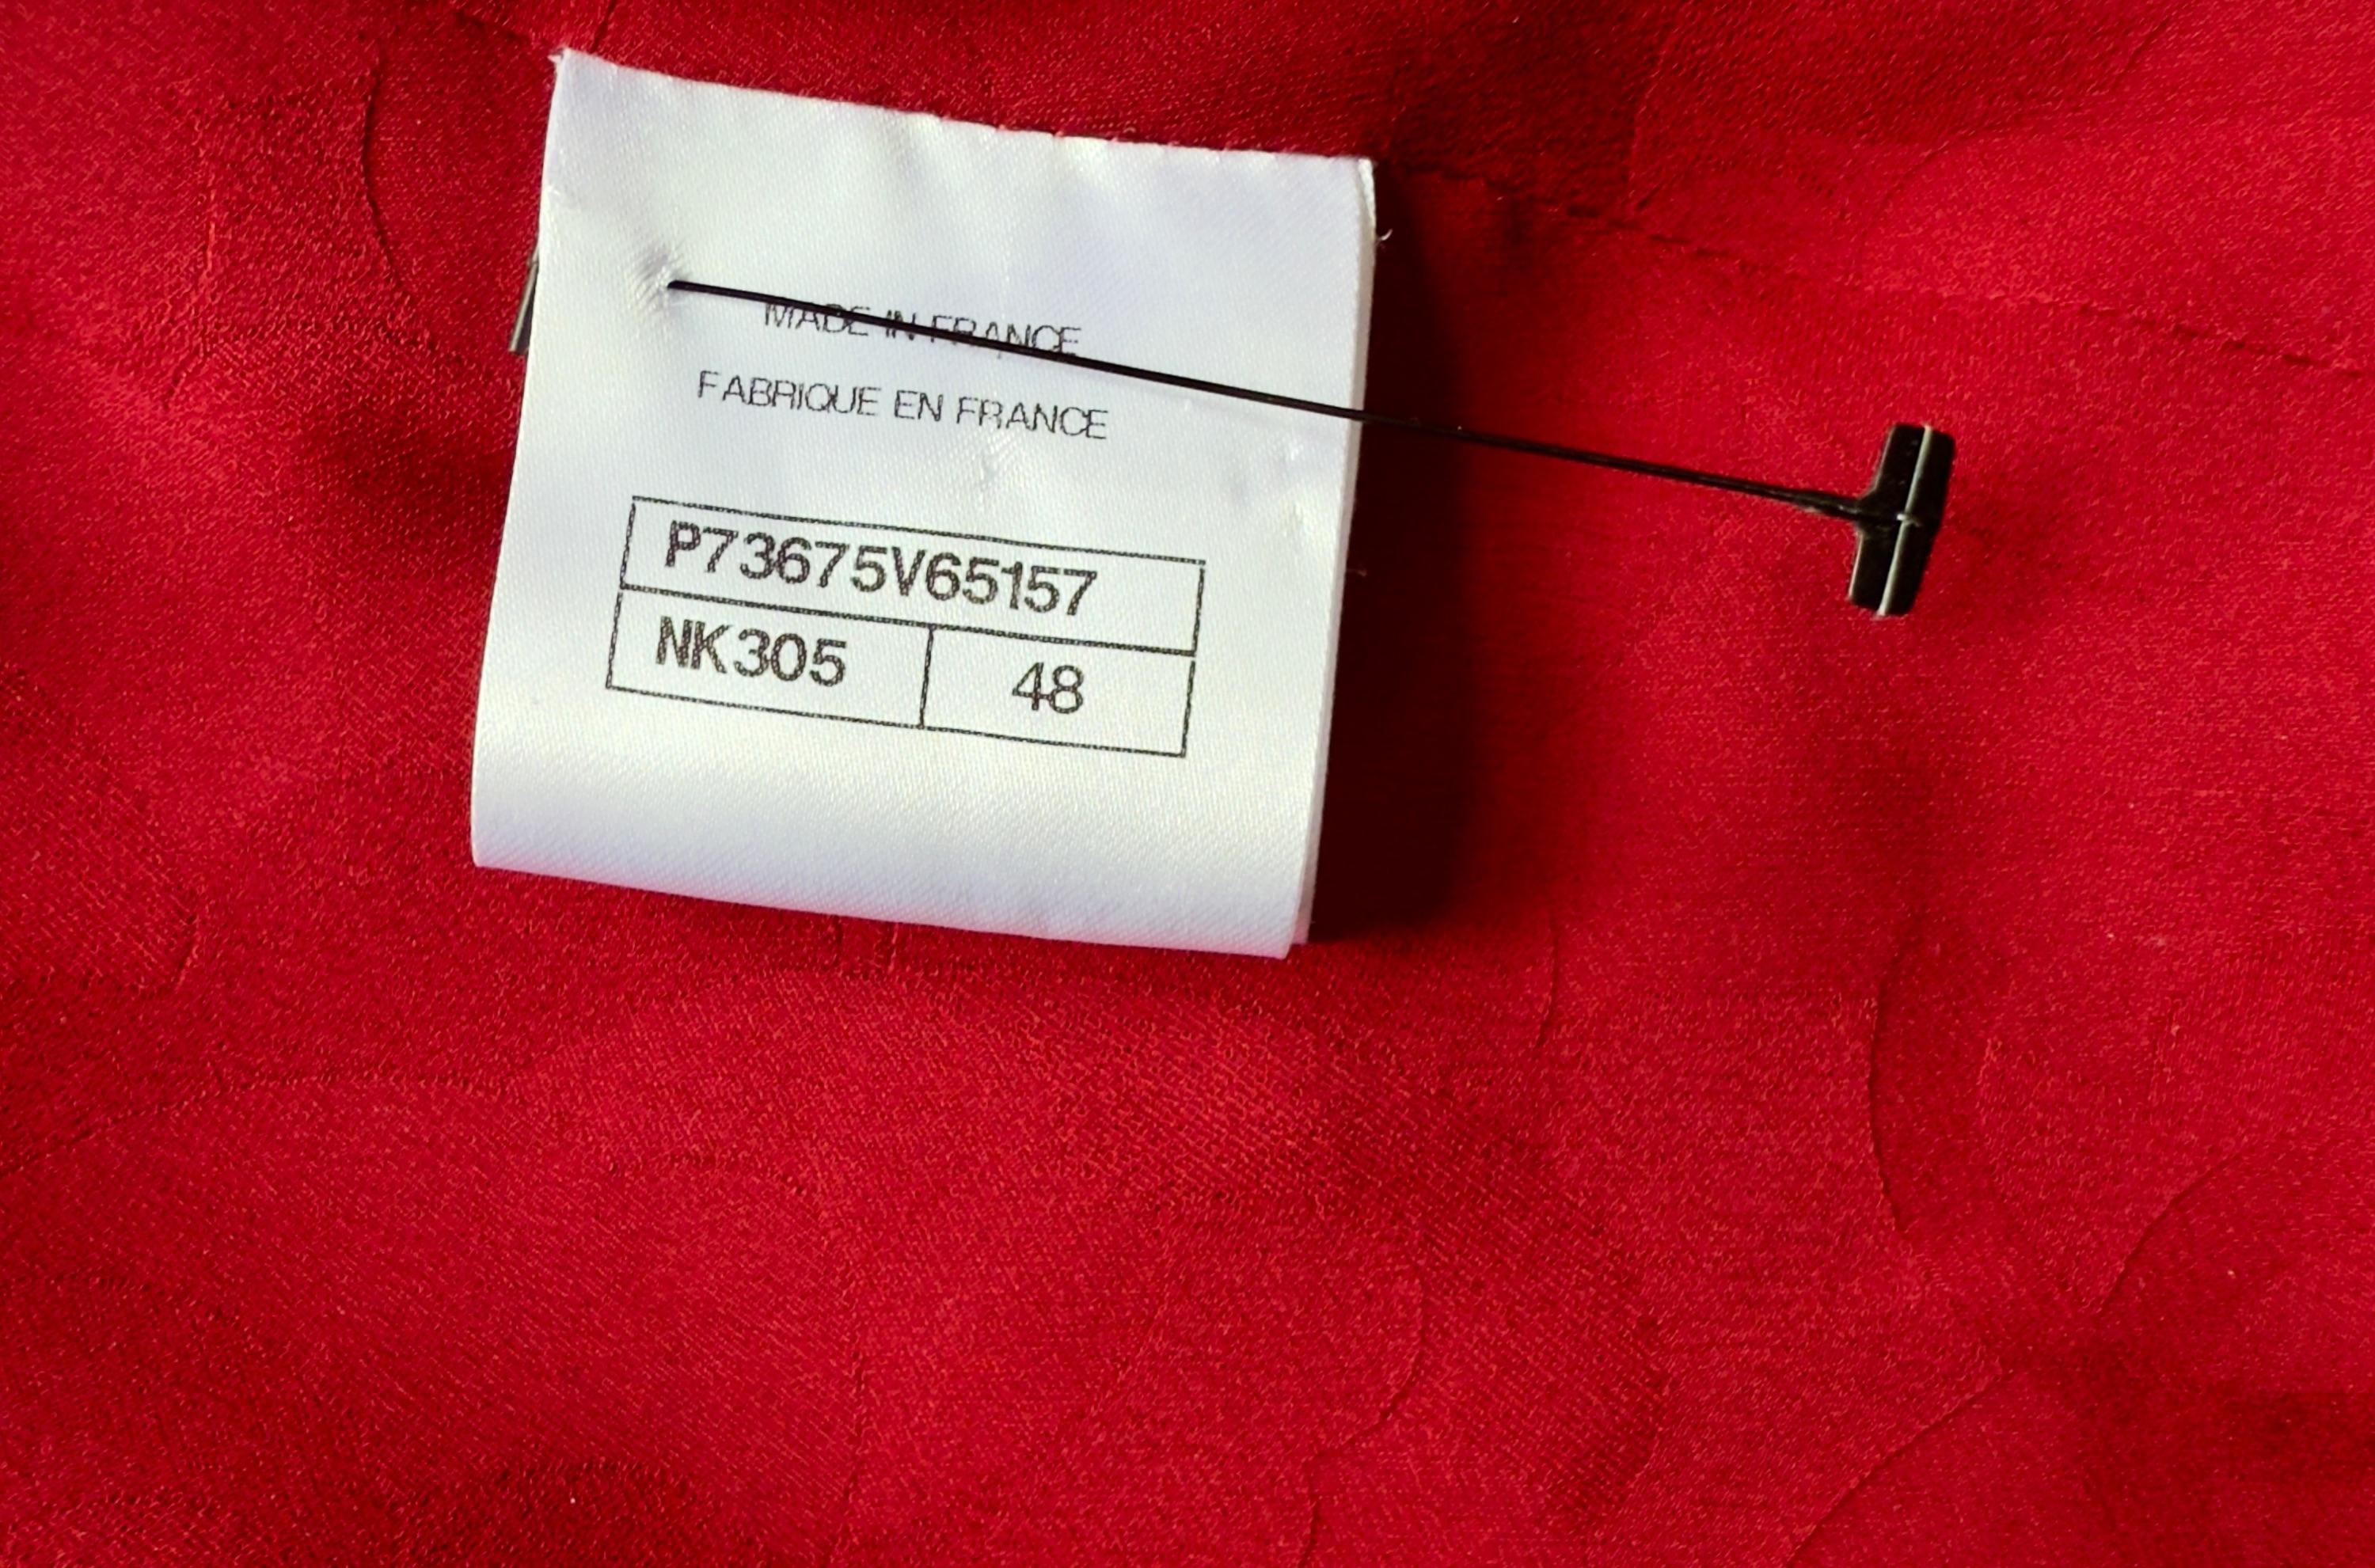 MADE IN FRANCE
FABRIQUE EN FRANCE
P73675V65157
NK305 48